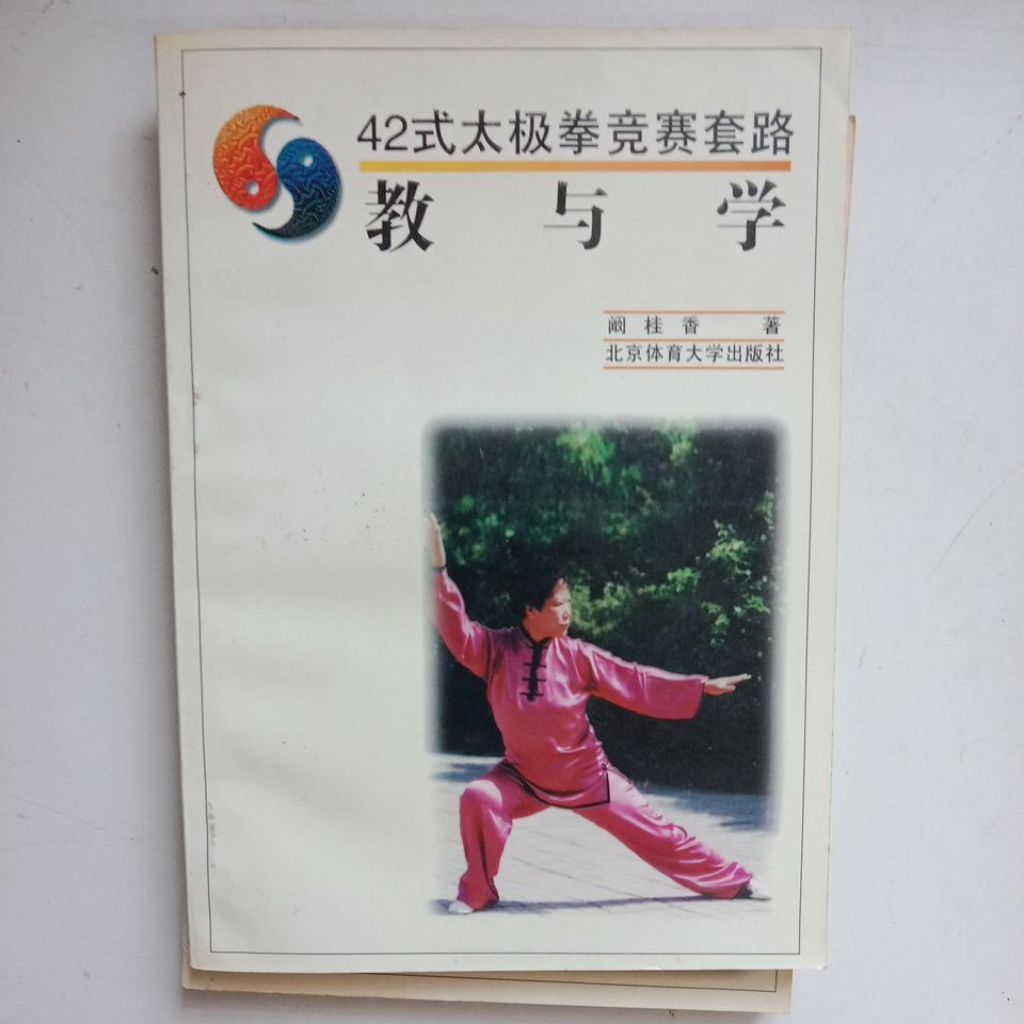 42式太极拳竞赛套路
教与学
阚桂香 著
北京体育大学出版社